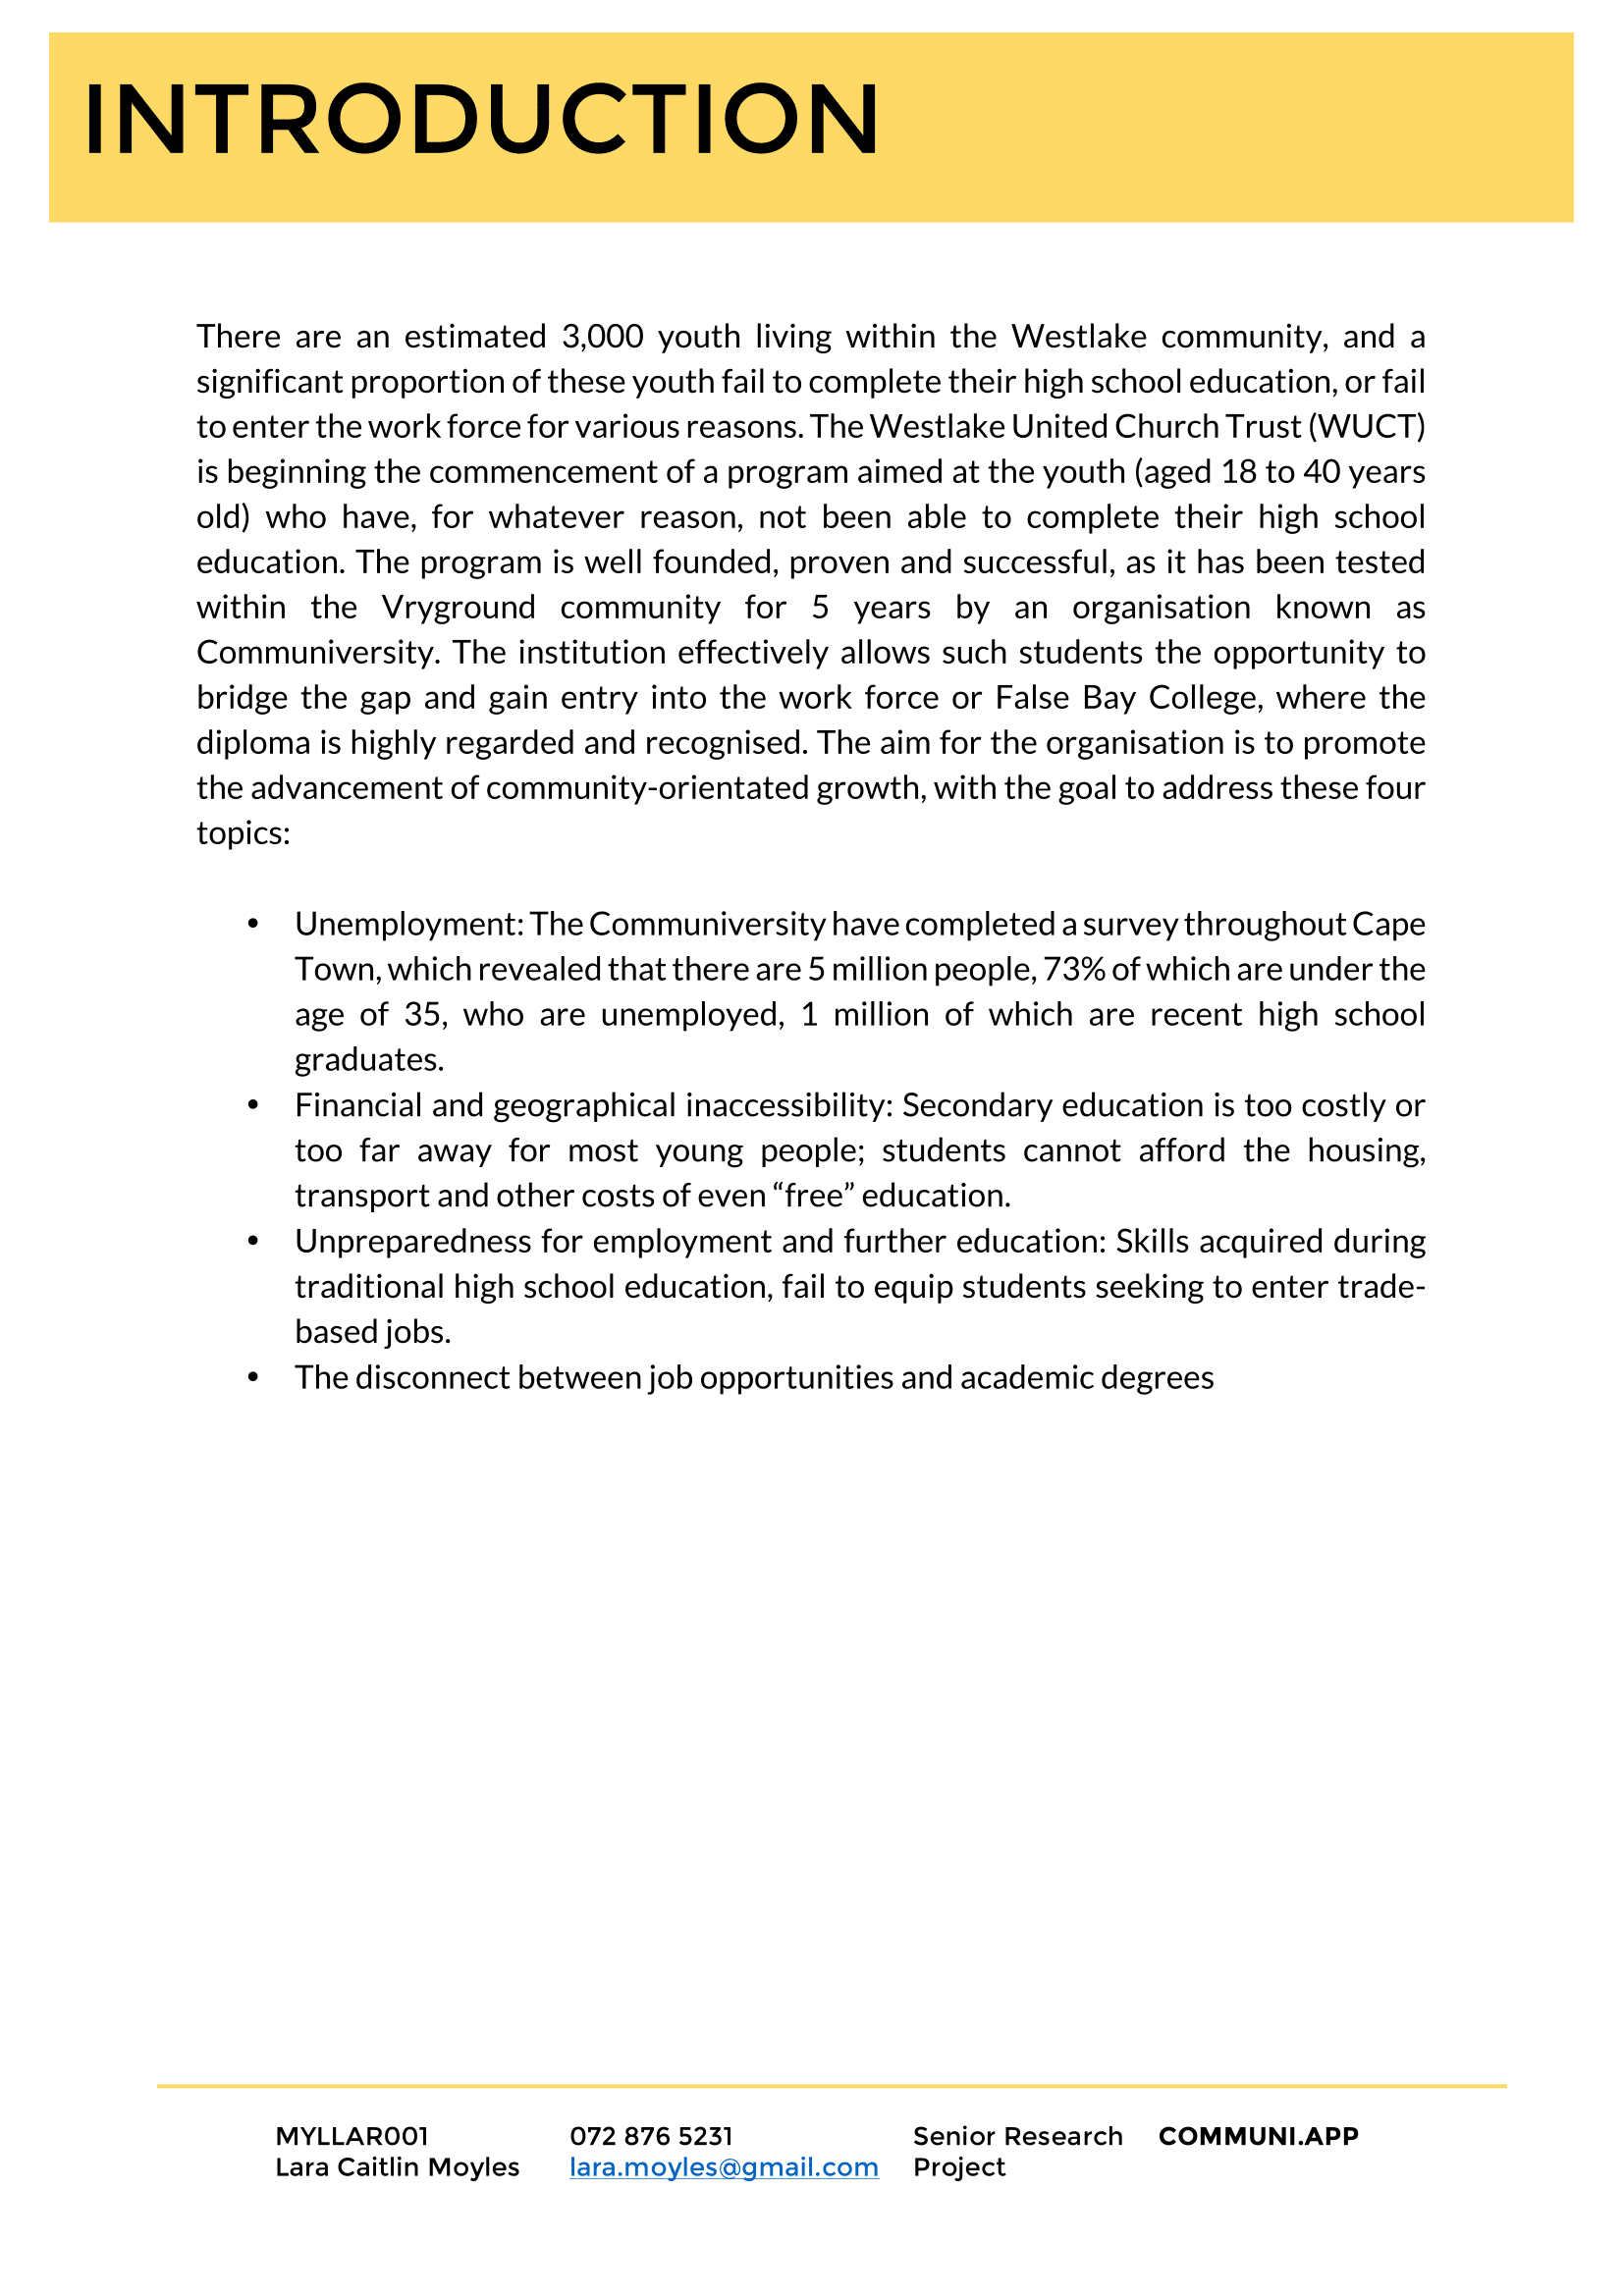 INTRODUCTION
There are an estimated 3,000 youth living within the Westlake community, and a
significant proportion of these youth fail to complete their high school education, or fail
to enter the work force for various reasons. The Westlake United Church Trust (WUCT)
is beginning the commencement of a program aimed at the youth (aged 18 to 40 years
old) who have, for whatever reason, not been able to complete their high school
education. The program is well founded, proven and successful, as it has been tested
within the Vryground community for 5 years by an organisation known as
Communiversity. The institution effectively allows such students the opportunity to
bridge the gap and gain entry into the work force or False Bay College, where the
diploma is highly regarded and recognised. The aim for the organisation is to promote
the advancement of community-orientated growth, with the goal to address these four
topics:
• Unemployment: The Communiversity have completed a survey throughout Cape
Town, which revealed that there are 5 million people, 73% of which are under the
age of 35, who are unemployed, 1 million of which are recent high school
graduates.
• Financial and geographical inaccessibility: Secondary education is too costly or
too far away for most young people; students cannot afford the housing,
transport and other costs of even “free” education.
• Unpreparedness for employment and further education: Skills acquired during
traditional high school education, fail to equip students seeking to enter trade-
based jobs.
• The disconnect between job opportunities and academic degrees
MYLLAR001
Lara Caitlin Moyles
072 876 5231
lara.moyles@gmail.com
Senior Research
Project
COMMUNI.APP